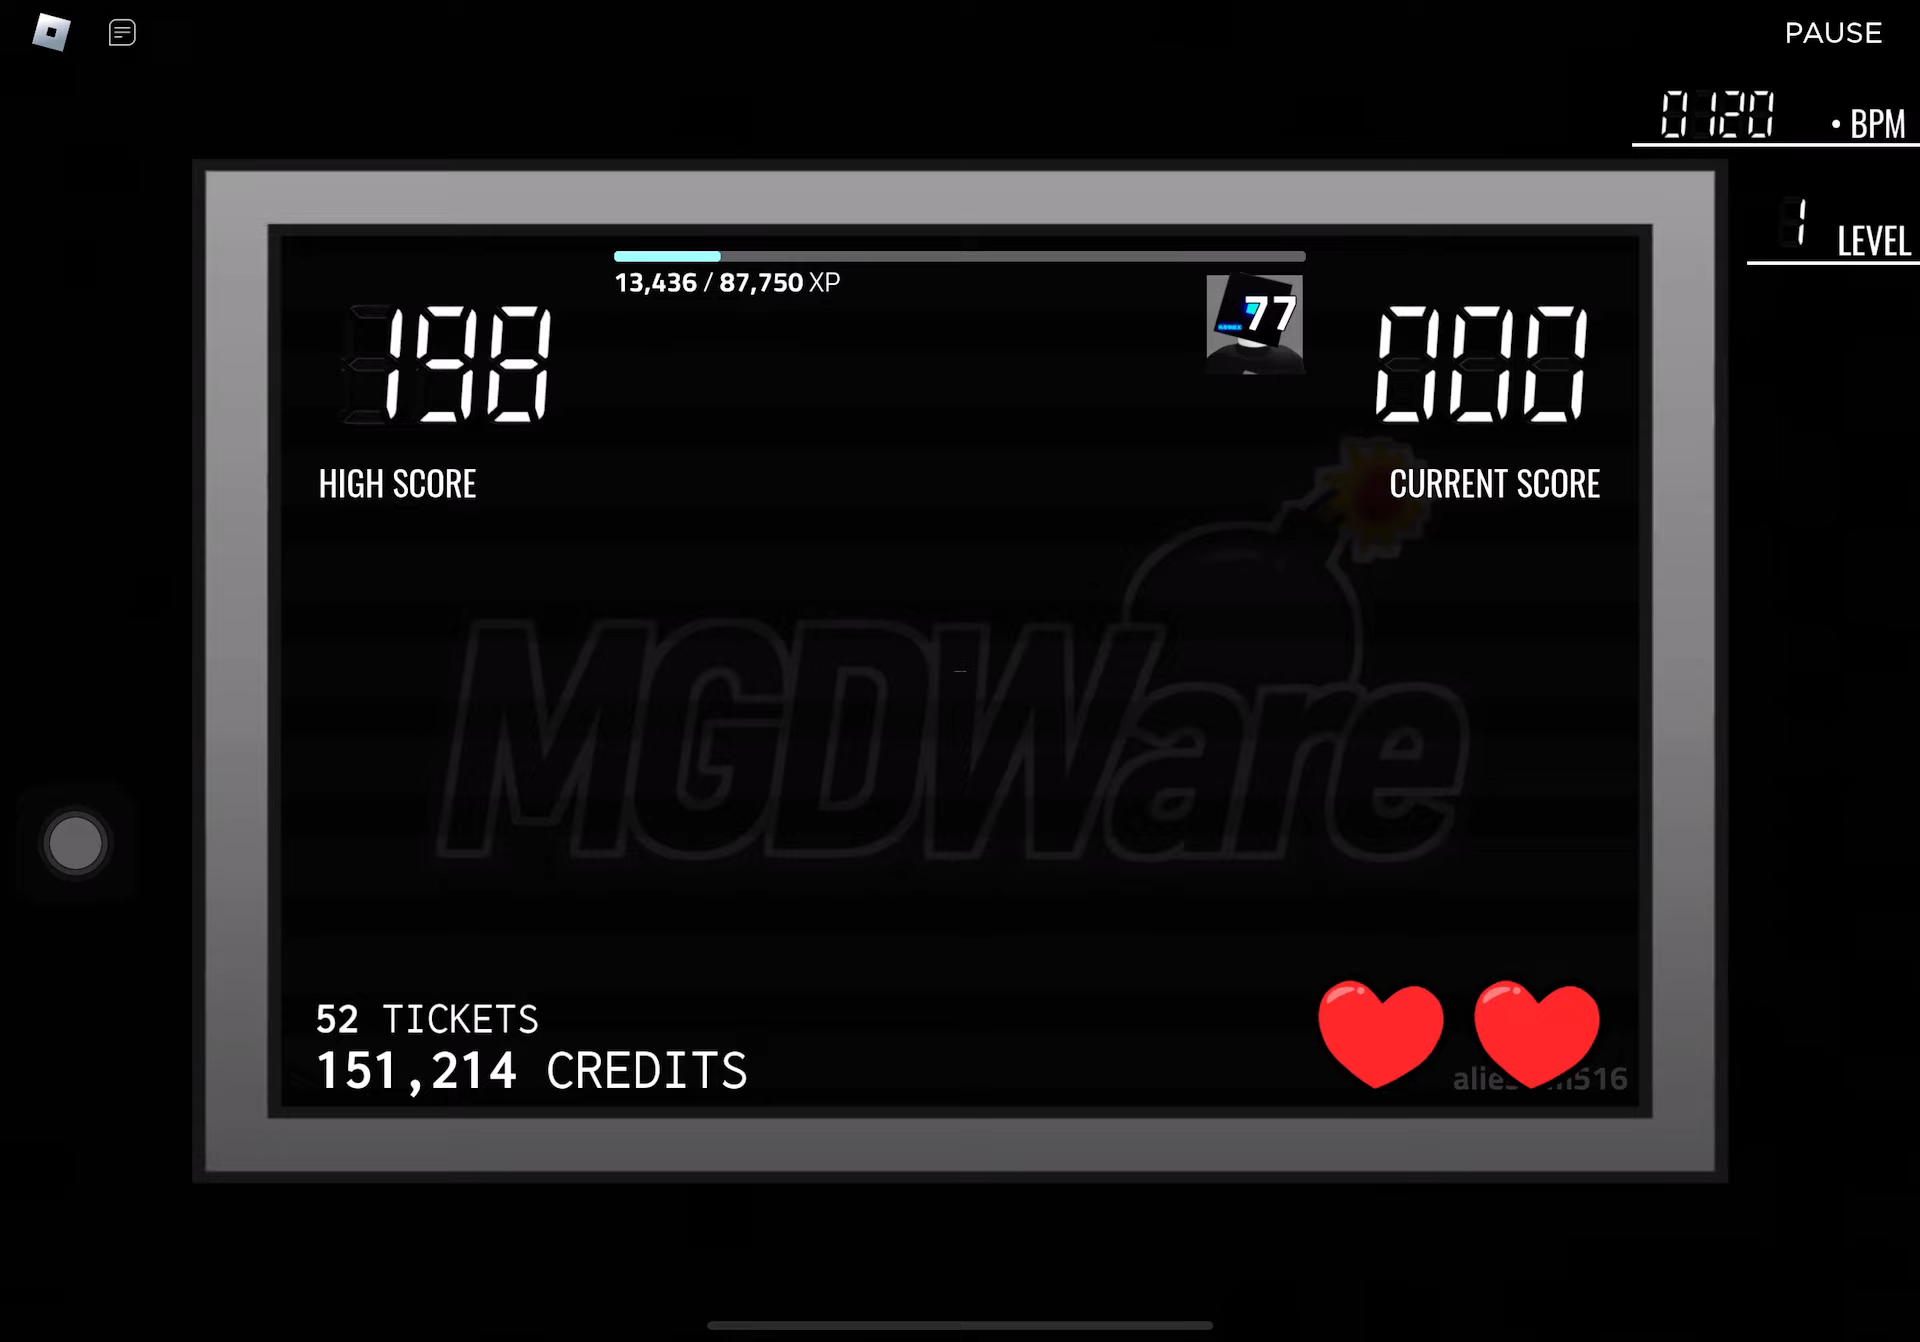 PAUSE
0120 • BPM
1 LEVEL
13,436 / 87,750 XP
77
198
HIGH SCORE
000
CURRENT SCORE
MGDWare
52 TICKETS
151,214 CREDITS